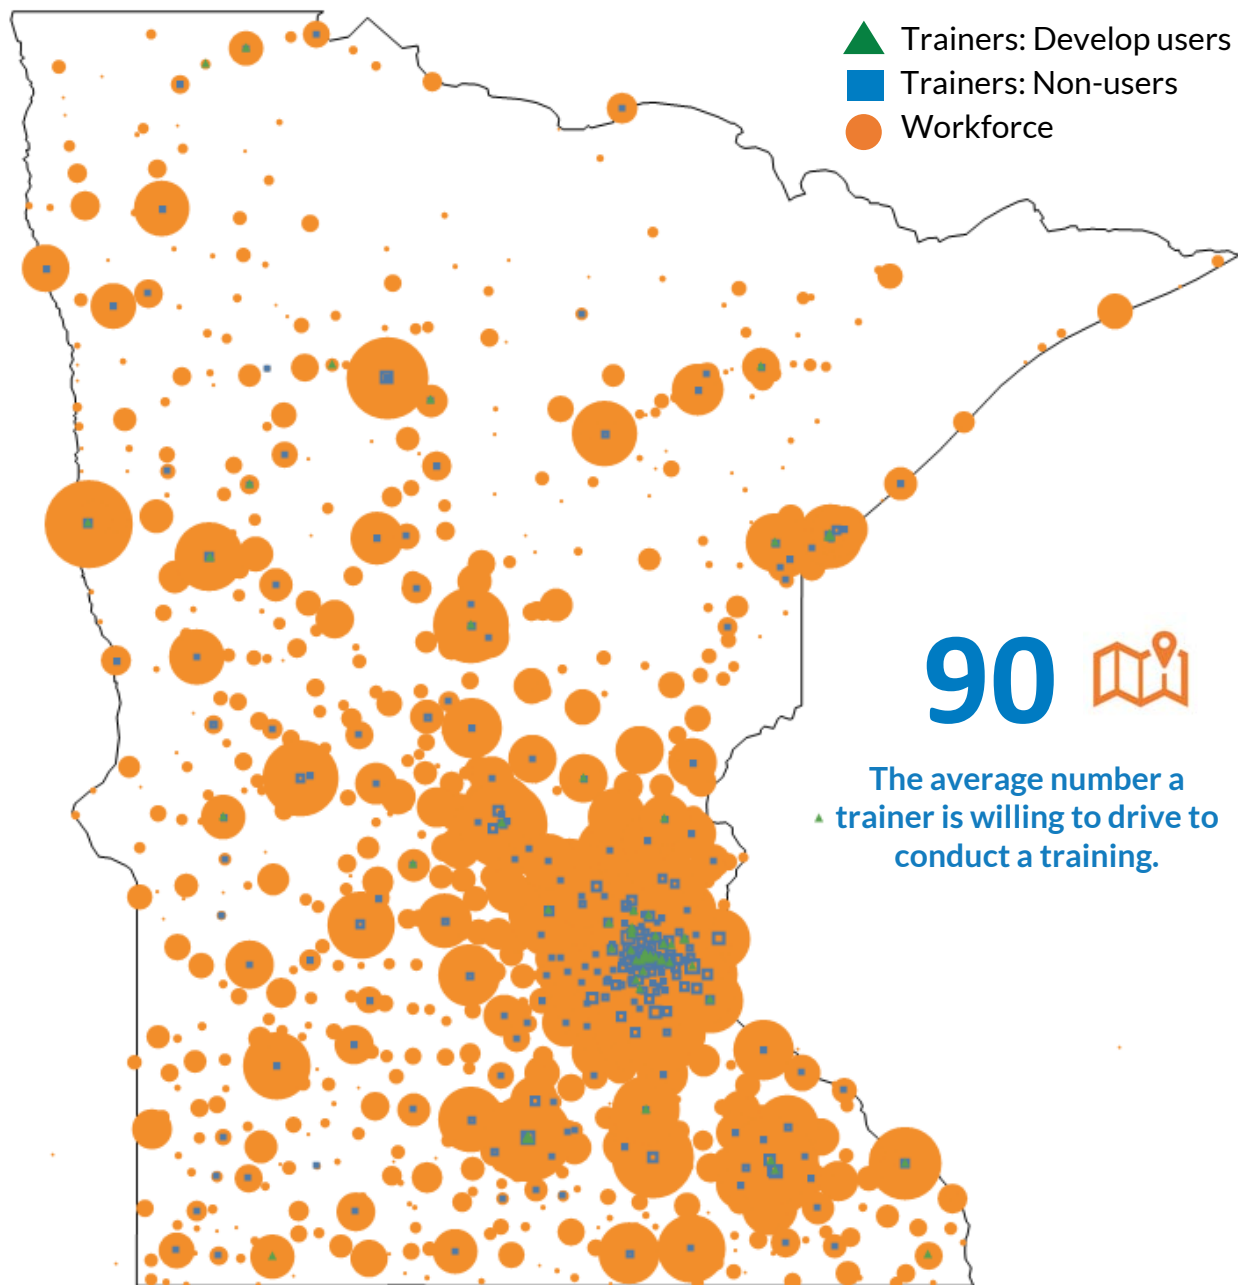 Trainers: Develop users
Trainers: Non-users
Workforce
90
The average number a
trainer is willing to drive to
conduct a training.